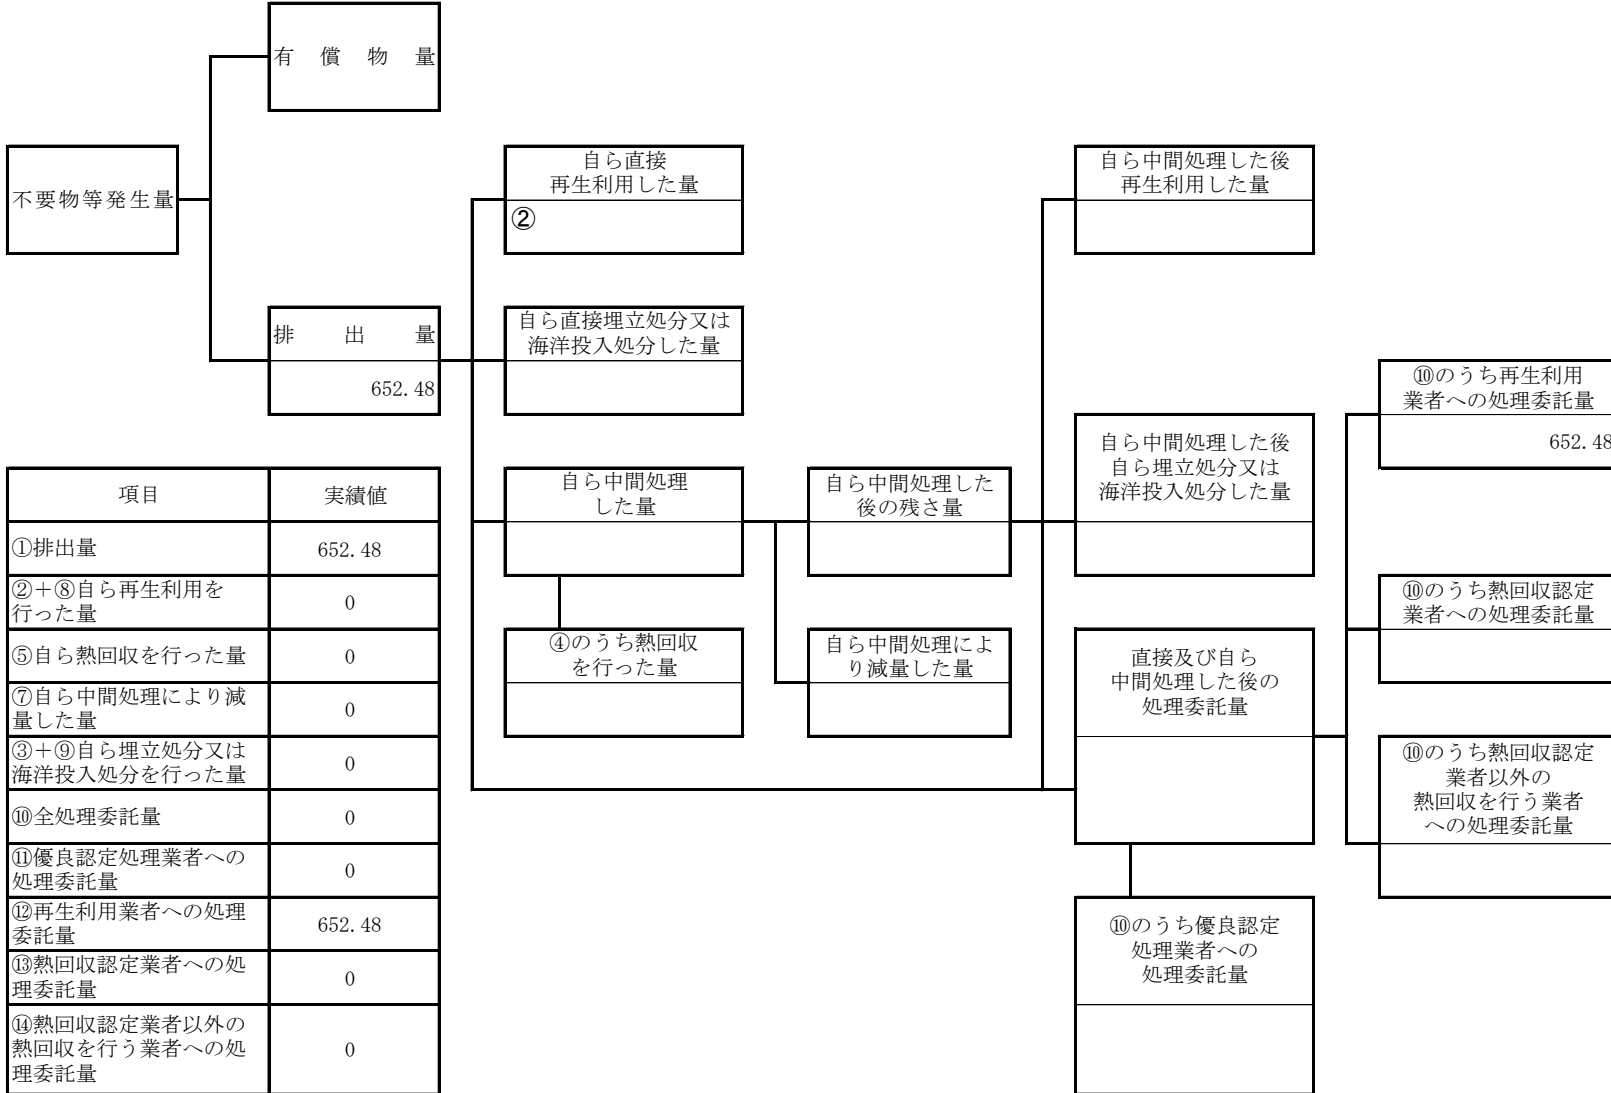 有償物量
不要物等発生量
自ら直接
再生利用した量
②
自ら中間処理した後
再生利用した量
排出量
652.48
自ら直接埋立処分又は
海洋投入処分した量
⑩のうち再生利用
業者への処理委託量
652.48
自ら中間処理
した量
自ら中間処理した
後の残さ量
自ら中間処理した後
自ら埋立処分又は
海洋投入処分した量
⑩のうち熱回収認定
業者への処理委託量
④のうち熱回収
を行った量
自ら中間処理によ
り減量した量
直接及び自ら
中間処理した後の
処理委託量
⑩のうち熱回収認定
業者以外の
熱回収を行う業者
への処理委託量
⑩のうち優良認定
処理業者への
処理委託量
項目 実績値
①排出量 652.48
②＋⑧自ら再生利用を
行った量 0
⑤自ら熱回収を行った量 0
⑦自ら中間処理により減
量した量 0
③＋⑨自ら埋立処分又は
海洋投入処分を行った量 0
⑩全処理委託量 0
⑪優良認定処理業者への
処理委託量 0
⑫再生利用業者への処理
委託量 652.48
⑬熱回収認定業者への処
理委託量 0
⑭熱回収認定業者以外の
熱回収を行う業者への処
理委託量 0